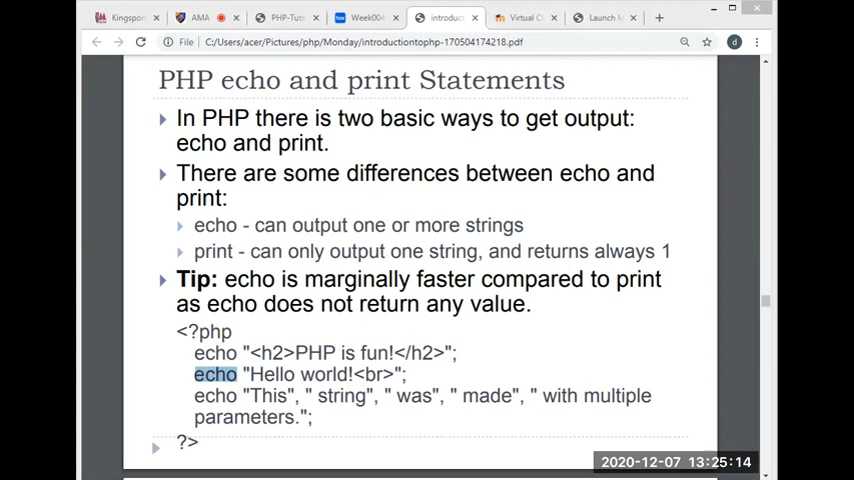 Kingsport
AMA
PHP-Tuto
Week004
introduct
Virtual Cl
Launch M
File
C:/Users/acer/Pictures/php/Monday/introductiontophp-170504174218.pdf
d
PHP echo and print Statements
In PHP there is two basic ways to get output:
echo and print.
There are some differences between echo and
print:
echo - can output one or more strings
print - can only output one string, and returns always 1
Tip: echo is marginally faster compared to print
as echo does not return any value.
<?php
echo "<h2>PHP is fun!</h2>";
echo "Hello world!<br>";
echo "This", " string", " was", " made", " with multiple
parameters.";
?>
2020-12-07 13:25:14